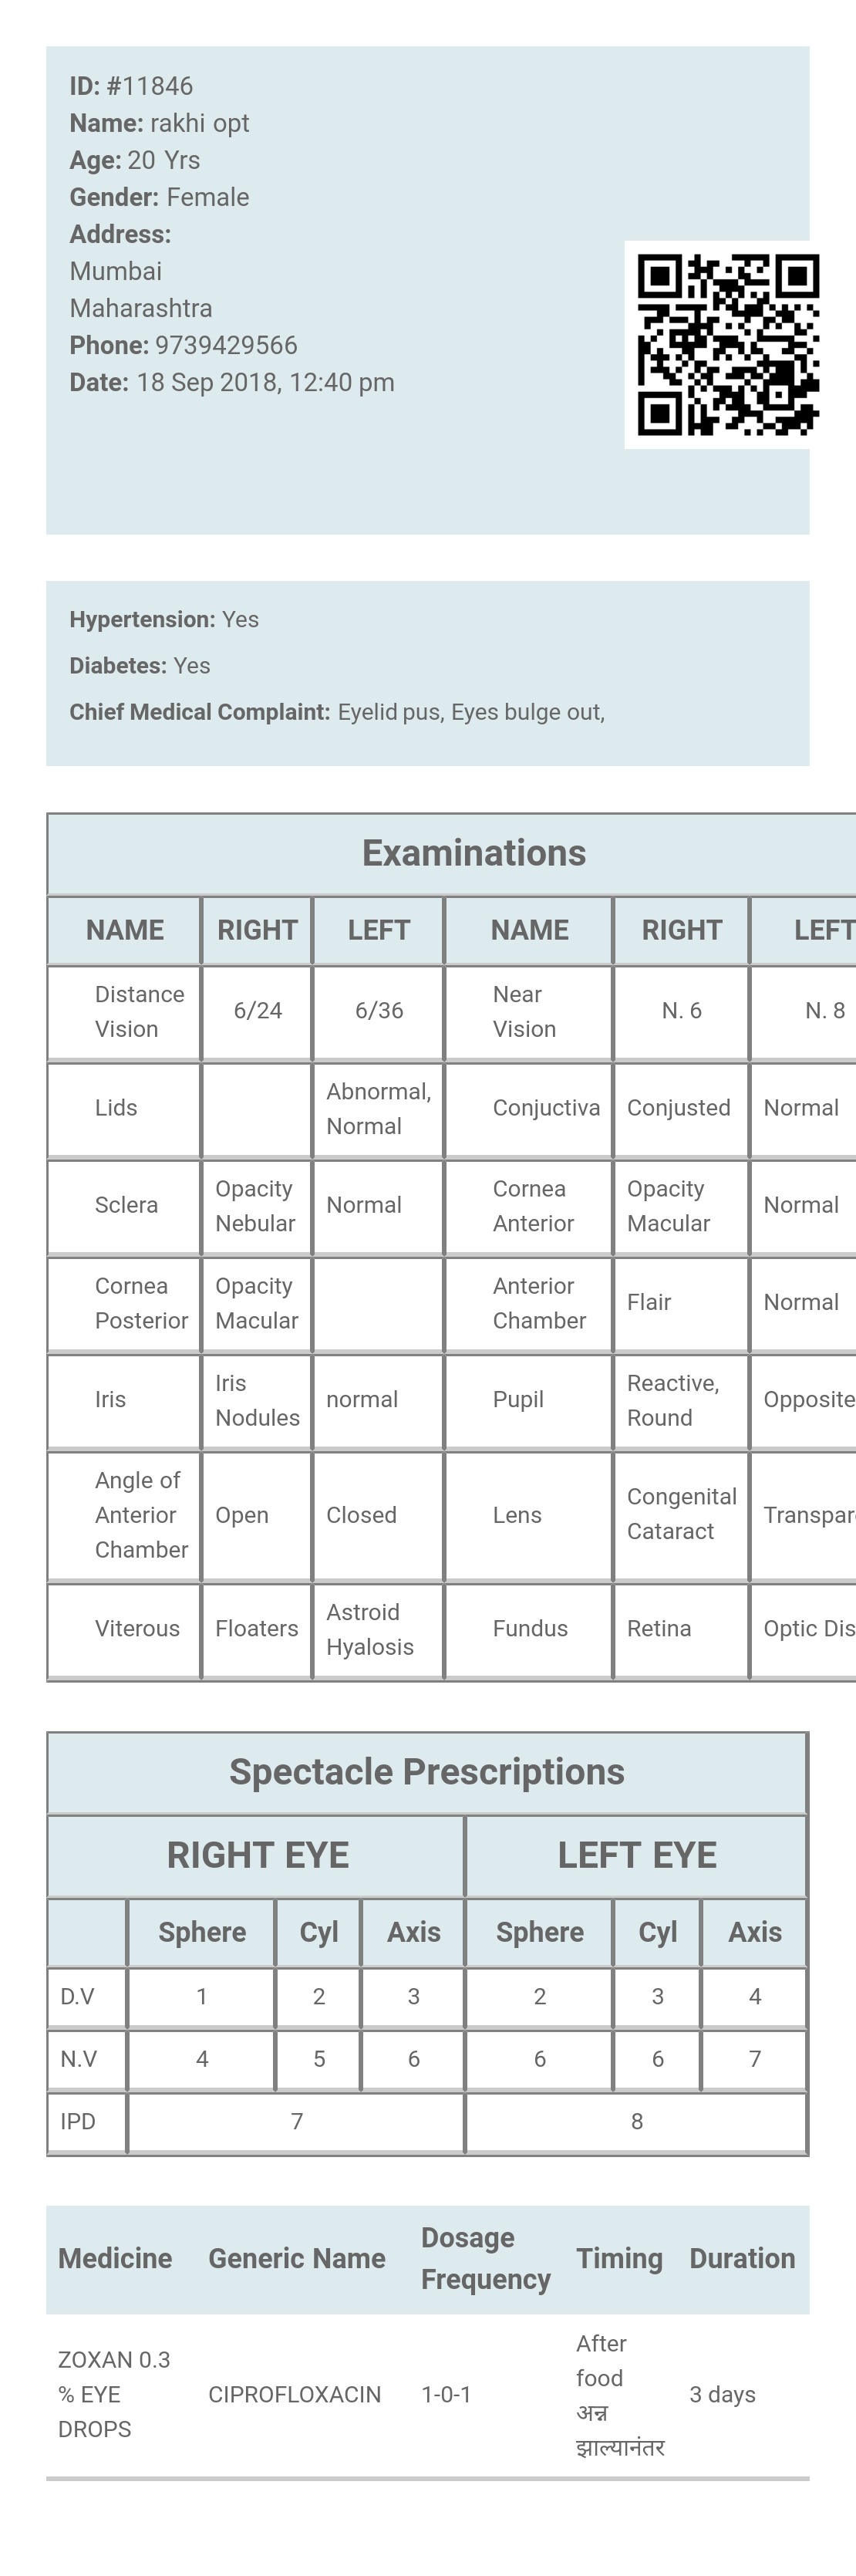 ID: #11846
Name: rakhi opt
Age: 20 Yrs
Gender: Female
Address:
Mumbai
Maharashtra
Phone: 9739429566
Date: 18 Sep 2018, 12:40 pm
Hypertension: Yes
Diabetes: Yes
Chief Medical Complaint: Eyelid pus, Eyes bulge out,
Examinations
NAME RIGHT LEFT NAME RIGHT LEFT
Distance Vision 6/24 6/36 Near Vision N. 6 N. 8
Lids Abnormal, Normal Conjuctiva Conjusted Normal
Sclera Opacity Nebular Normal Cornea Anterior Opacity Macular Normal
Cornea Posterior Opacity Macular Anterior Chamber Flair Normal
Iris Iris Nodules normal Pupil Reactive, Round Opposite
Angle of Anterior Chamber Open Closed Lens Congenital Cataract
Viterous Floaters Astroid Hyalosis Fundus Retina Optic
Spectacle Prescriptions
RIGHT EYE LEFT EYE
Sphere Cyl Axis Sphere Cyl Axis
D.V 1 2 3 2 3 4
N.V 4 5 6 6 6 7
IPD 7 8
Medicine Generic Name Dosage Frequency Timing Duration
ZOXAN 0.3 % EYE DROPS CIPROFLOXACIN 1-0-1 After food अन्न झाल्यानंतर 3 days